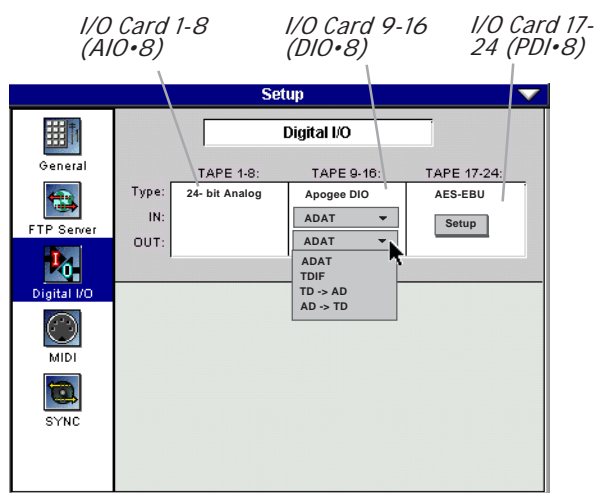 I/O Card 1-8
(AIO•8)
I/O Card 9-16
(DIO•8)
I/O Card 17-
24 (PDI•8)
Setup
Digital I/O
General
FTP Server
Digital I/O
MIDI
SYNC
TAPE 1-8:
TAPE 9-16:
TAPE 17-24:
Type:
24- bit Analog
Apogee DIO
AES-EBU
IN:
ADAT
Setup
OUT:
ADAT
ADAT
TDIF
TD -> AD
AD -> TD